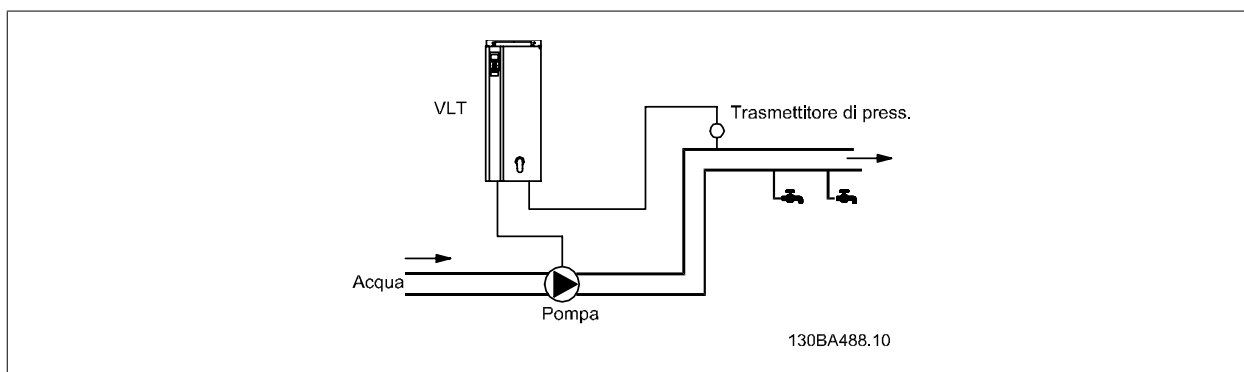 VLT
Trasmettitore di press.
Acqua
Pompa
130BA488.10